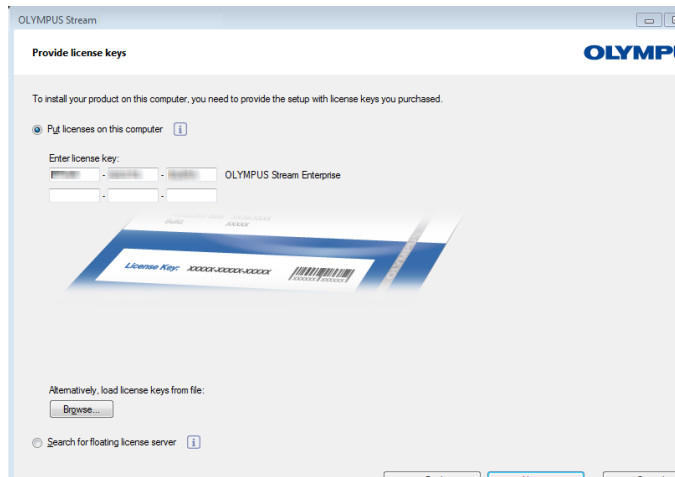 OLYMPUS Stream
Provide license keys
OLYMP
To install your product on this computer, you need to provide the setup with license keys you purchased.
Put licenses on this computer
Enter license key:
- - OLYMPUS Stream Enterprise
- -
XXXXX
License Key: XXXXX-XXXXX-XXXXX
Alternatively, load license keys from file:
Browse...
Search for floating license server